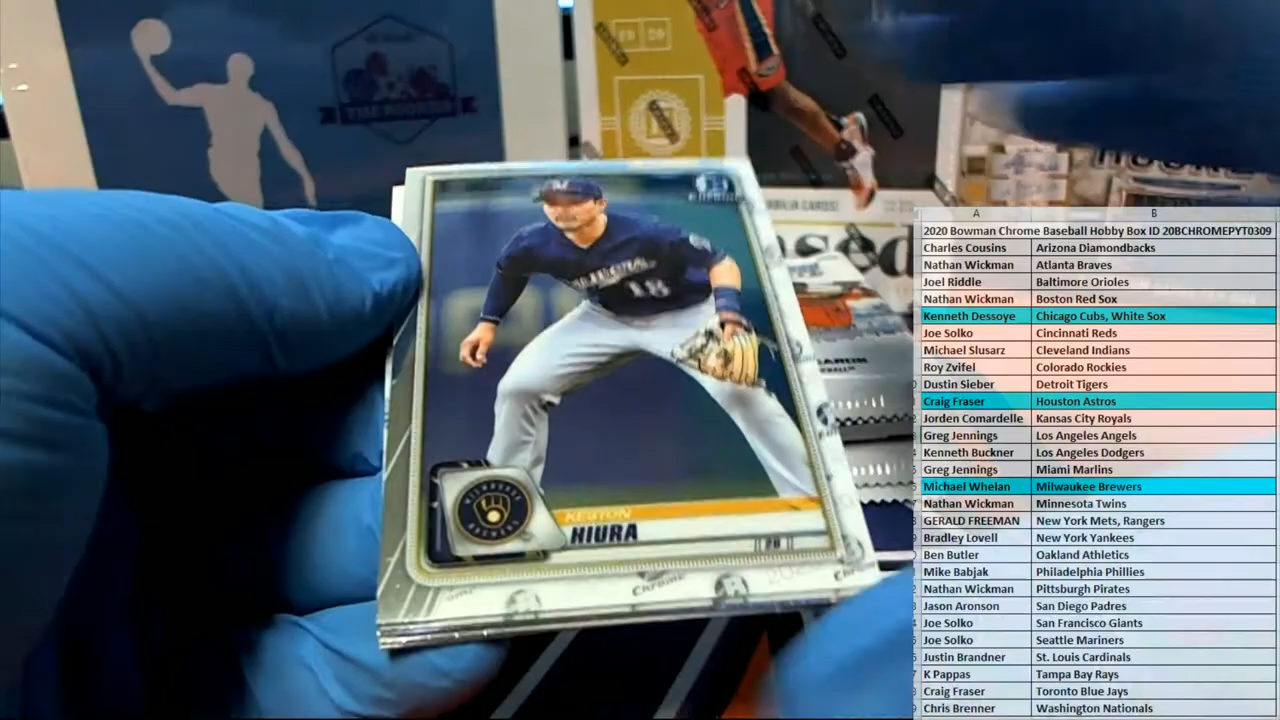 CHROME
18
KESTON
HIURA
2B
MILWAUKEE
BREWERS
CHROME
A B
2020 Bowman Chrome Baseball Hobby Box ID 20BCHROMEPYT0309
Charles Cousins Arizona Diamondbacks
Nathan Wickman Atlanta Braves
Joel Riddle Baltimore Orioles
Nathan Wickman Boston Red Sox
Kenneth Dessoye Chicago Cubs, White Sox
Joe Solko Cincinnati Reds
Michael Slusarz Cleveland Indians
Roy Zvifel Colorado Rockies
Dustin Sieber Detroit Tigers
Craig Fraser Houston Astros
Jorden Comardelle Kansas City Royals
Greg Jennings Los Angeles Angels
Kenneth Buckner Los Angeles Dodgers
Greg Jennings Miami Marlins
Michael Whelan Milwaukee Brewers
Nathan Wickman Minnesota Twins
GERALD FREEMAN New York Mets, Rangers
Bradley Lovell New York Yankees
Ben Butler Oakland Athletics
Mike Babjak Philadelphia Phillies
Nathan Wickman Pittsburgh Pirates
Jason Aronson San Diego Padres
Joe Solko San Francisco Giants
Joe Solko Seattle Mariners
Justin Brandner St. Louis Cardinals
K Pappas Tampa Bay Rays
Craig Fraser Toronto Blue Jays
Chris Brenner Washington Nationals